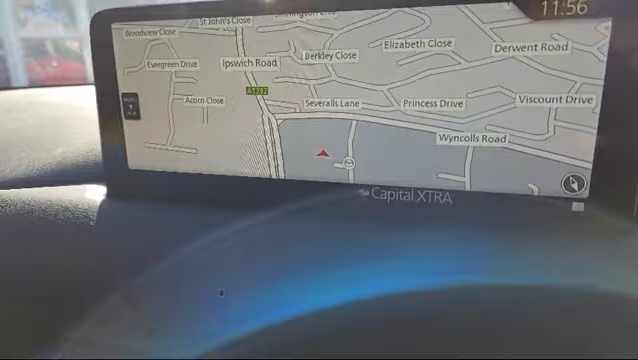 11:56
St John's Close
Woodview Close
Elizabeth Close
Derwent Road
Berkley Close
Evergreen Drive
Ipswich Road
A1232
Acorn Close
Severalls Lane
Princess Drive
Viscount Drive
Wyncolls Road
Capital XTRA